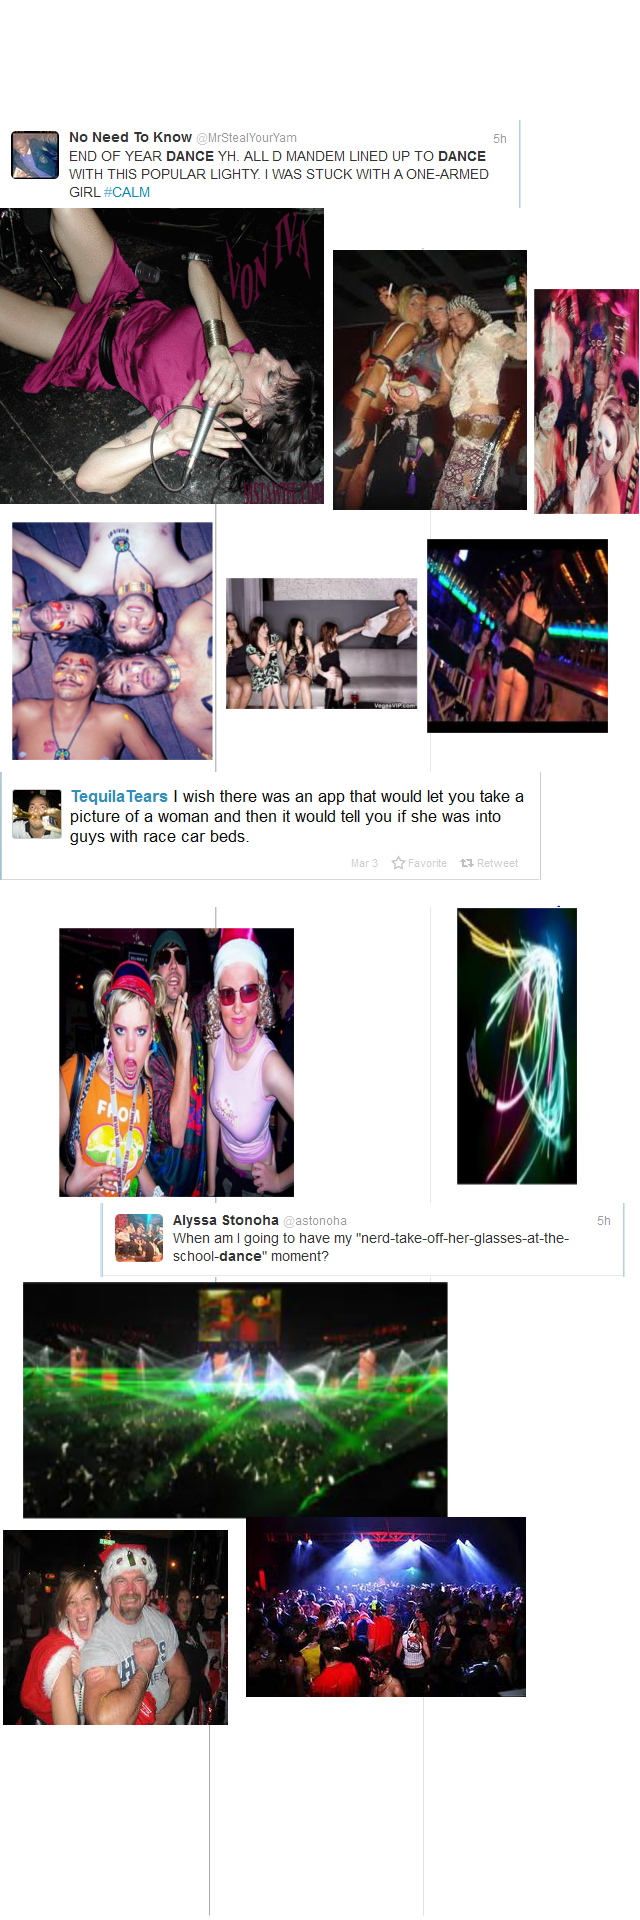 No Need To Know @MrStealYourYam 5h
END OF YEAR DANCE YH. ALL D MANDEM LINED UP TO DANCE
WITH THIS POPULAR LIGHTY. I WAS STUCK WITH A ONE-ARMED
GIRL #CALM
VON IVA
SISTAWIFE.COM
VegasVIP.com
TequilaTears I wish there was an app that would let you take a
picture of a woman and then it would tell you if she was into
guys with race car beds.
Mar 3 Favorite Retweet
FROM
Alyssa Stonoha @astonoha 5h
When am I going to have my "nerd-take-off-her-glasses-at-the-
school-dance" moment?